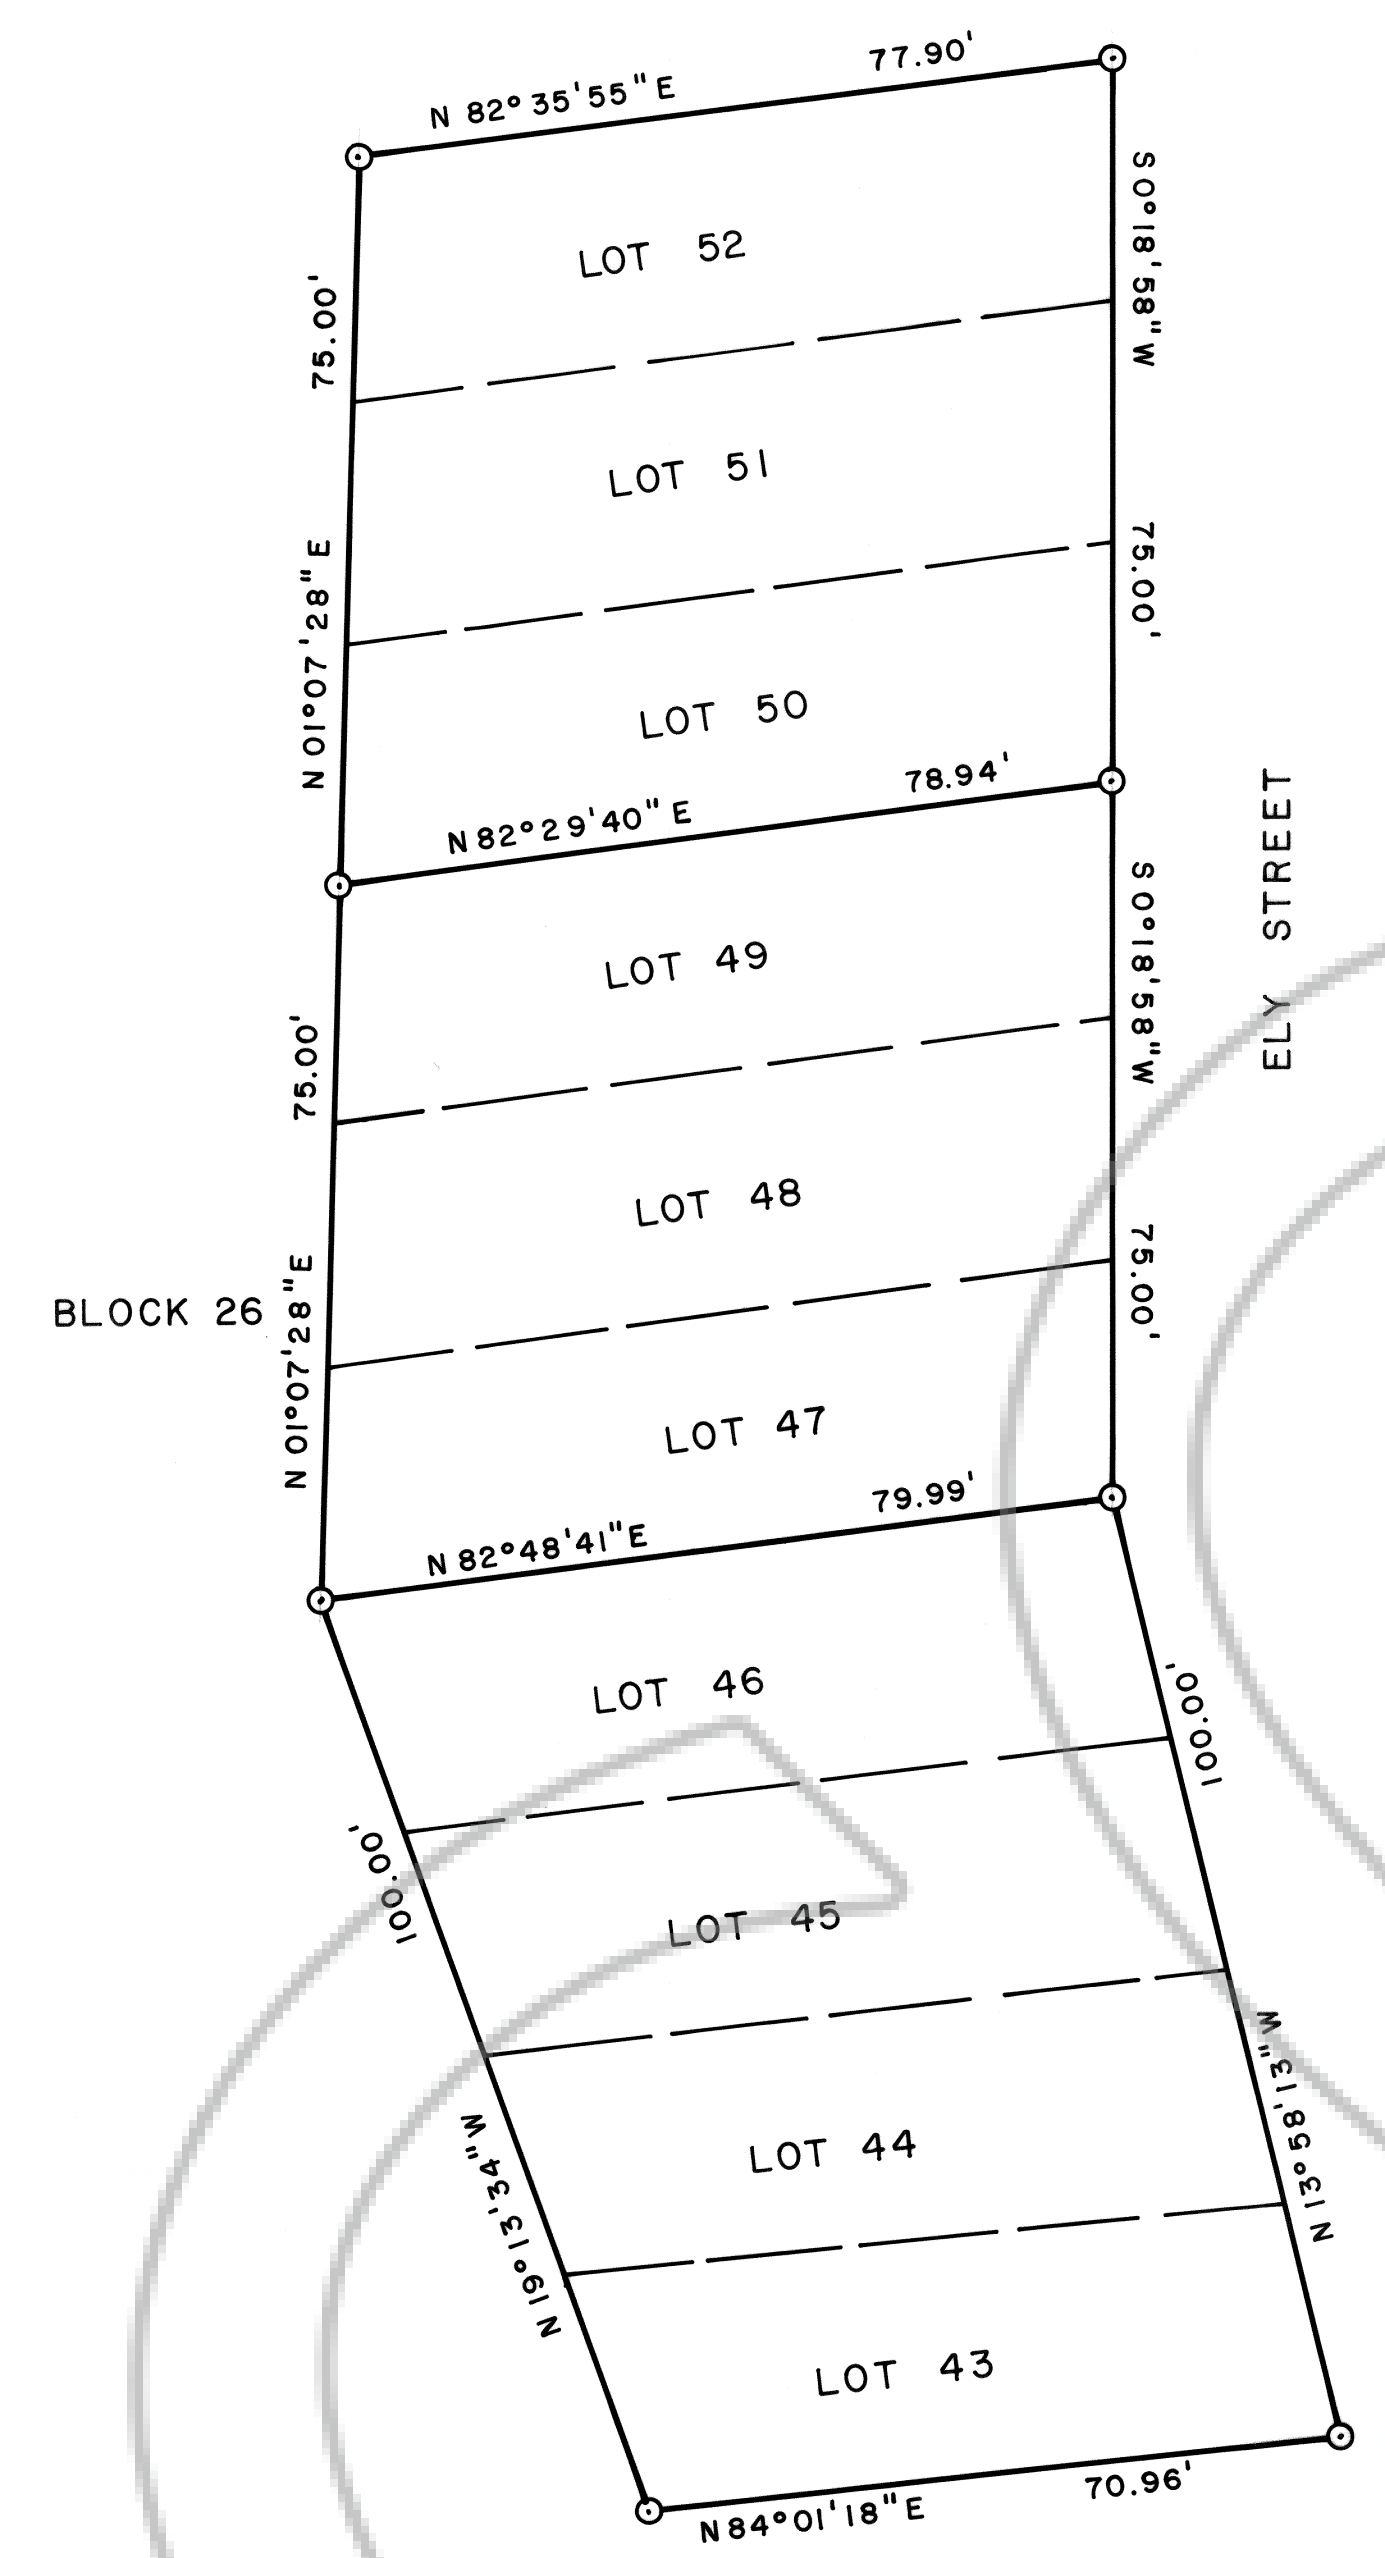 77.90'
N 82° 35'55" E
S 0°18'58" W
LOT 52
75.00'
LOT 51
75.00'
N 01°07'28" E
LOT 50
78.94'
N 82°29'40" E
ELY STREET
S 0°18'58" W
LOT 49
75.00'
LOT 48
75.00'
BLOCK 26
N 01°07'28" E
LOT 47
79.99'
N 82°48'41" E
LOT 46
100.00'
100.00'
LOT 45
N 13°58'13" W
N 19°13'34" W
LOT 44
LOT 43
70.96'
N 84°01'18" E